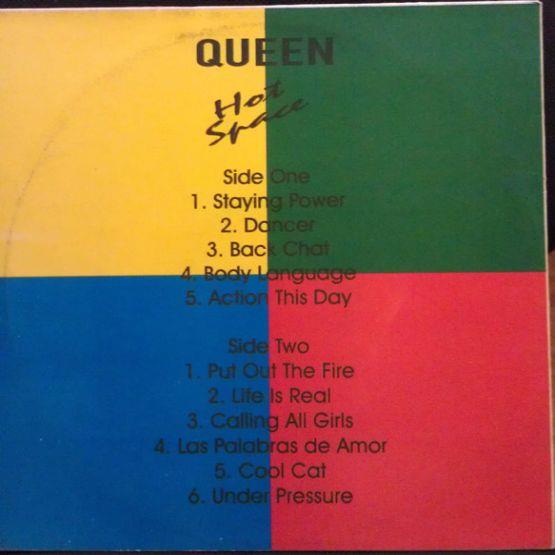 QUEEN
Hot
Space
Side One
1. Staying Power
2. Dancer
3. Back Chat
4. Body Language
5. Action This Day
Side Two
1. Put Out The Fire
2. Life Is Real
3. Calling All Girls
4. Las Palabras de Amor
5. Cool Cat
6. Under Pressure